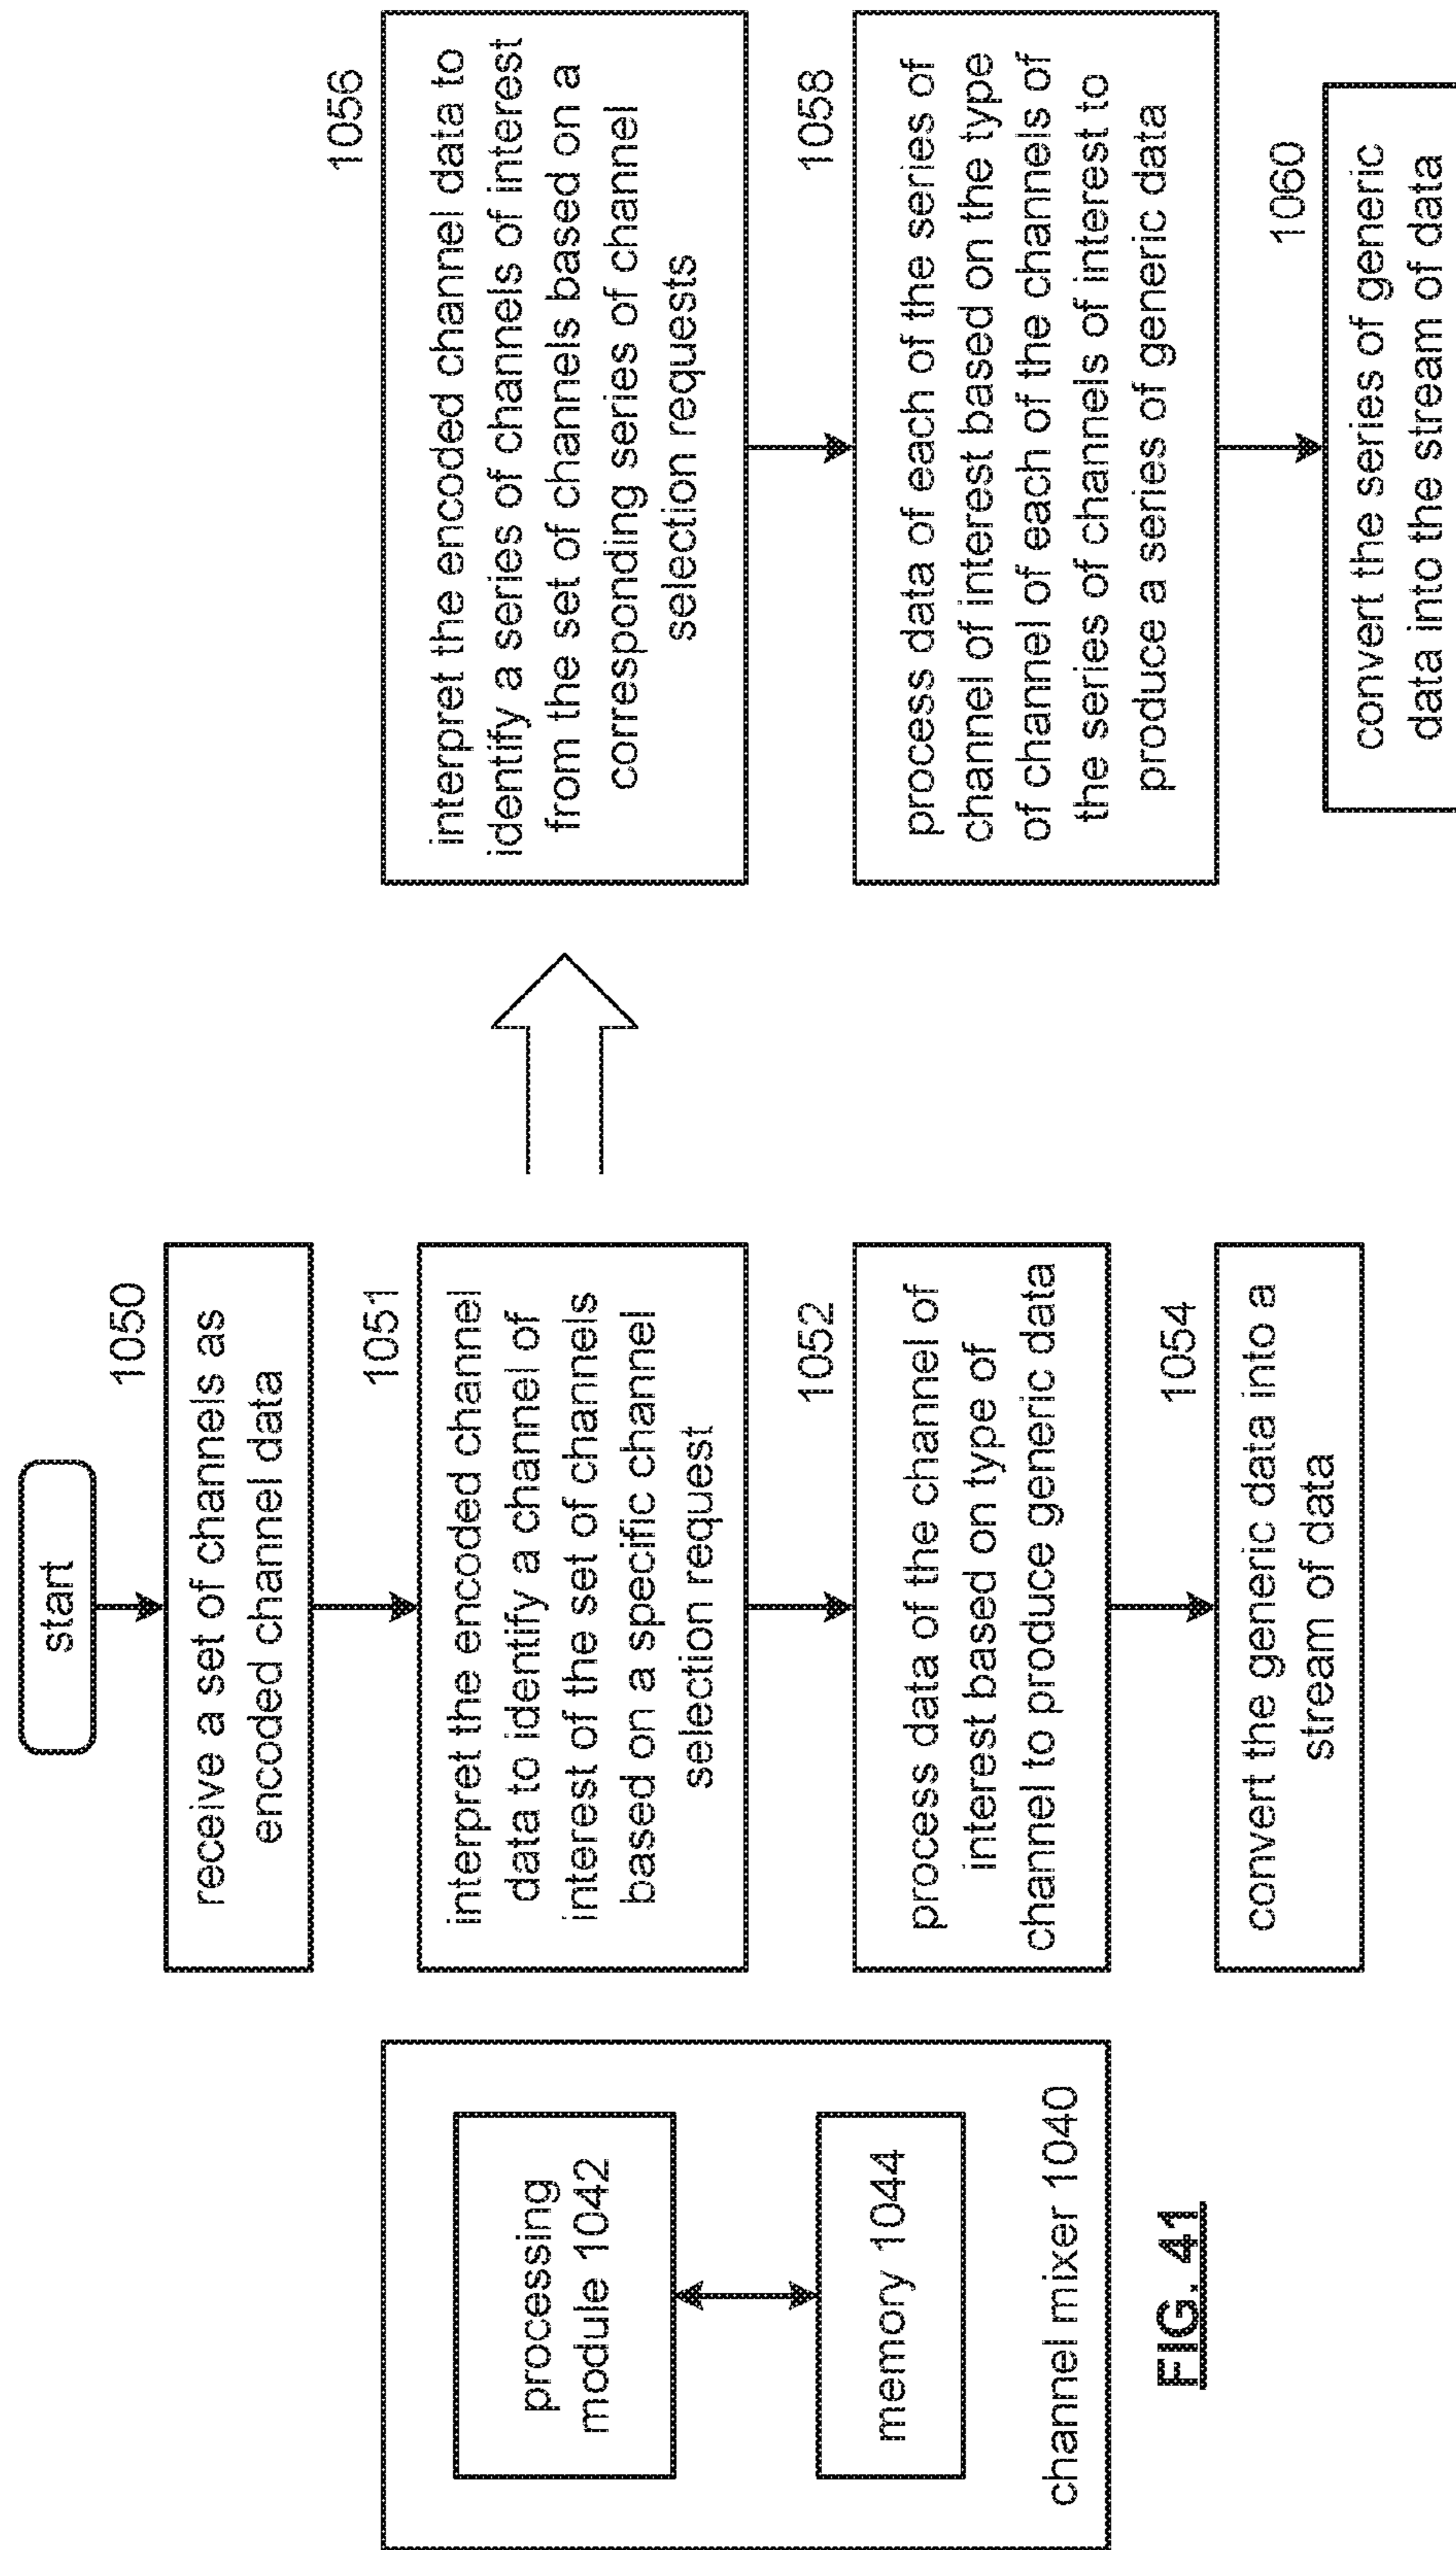 processing
module 1042
memory 1044
channel mixer 1040
FIG. 41
start
1050
receive a set of channels as
encoded channel data
1051
interpret the encoded channel
data to identify a channel of
interest of the set of channels
based on a specific channel
selection request
1052
process data of the channel of
interest based on type of
channel to produce generic data
1054
convert the generic data into a
stream of data
1056
interpret the encoded channel data to
identify a series of channels of interest
from the set of channels based on a
corresponding series of channel
selection requests
1058
process data of each of the series of
channel of interest based on the type
of channel of each of the channels of
the series of channels of interest to
produce a series of generic data
1060
convert the series of generic
data into the stream of data